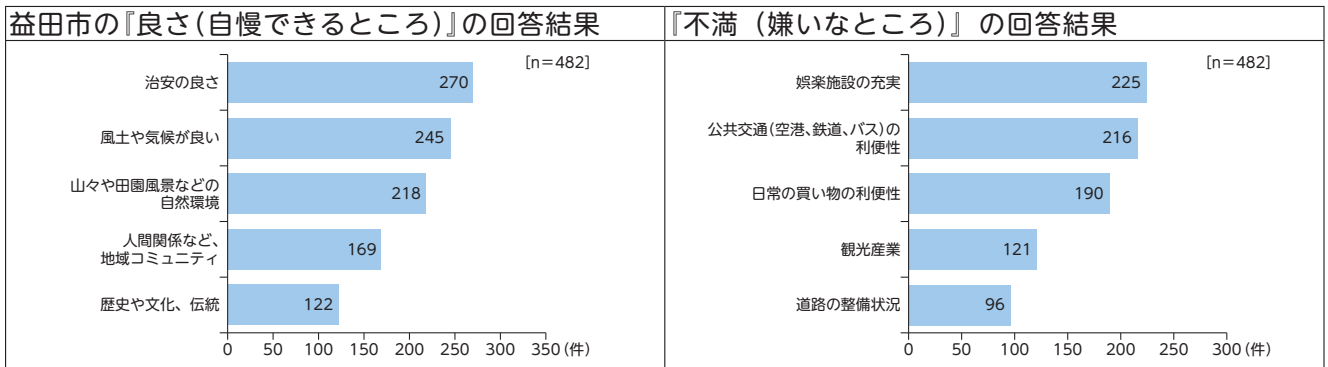 益田市の『良さ(自慢できるところ)』の回答結果
[n=482]
治安の良さ
270
風土や気候が良い
245
山々や田園風景などの
自然環境
218
人間関係など、
地域コミュニティ
169
歴史や文化、伝統
122
0 50 100 150 200 250 300 350(件)
『不満（嫌いなところ）』の回答結果
[n=482]
娯楽施設の充実
225
公共交通(空港、鉄道、バス)の
利便性
216
日常の買い物の利便性
190
観光産業
121
道路の整備状況
96
0 50 100 150 200 250 300(件)